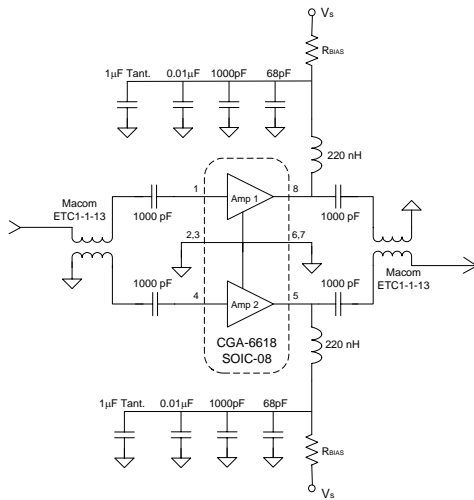 Vs
RBIAS
1μF Tant. 0.01μF 1000pF 68pF
220 nH
Macom
ETC1-1-13
1000 pF
1
Amp 1
8
1000 pF
2,3
6,7
1000 pF
4
Amp 2
5
1000 pF
Macom
ETC1-1-13
CGA-6618
SOIC-08
220 nH
1μF Tant. 0.01μF 1000pF 68pF
RBIAS
Vs